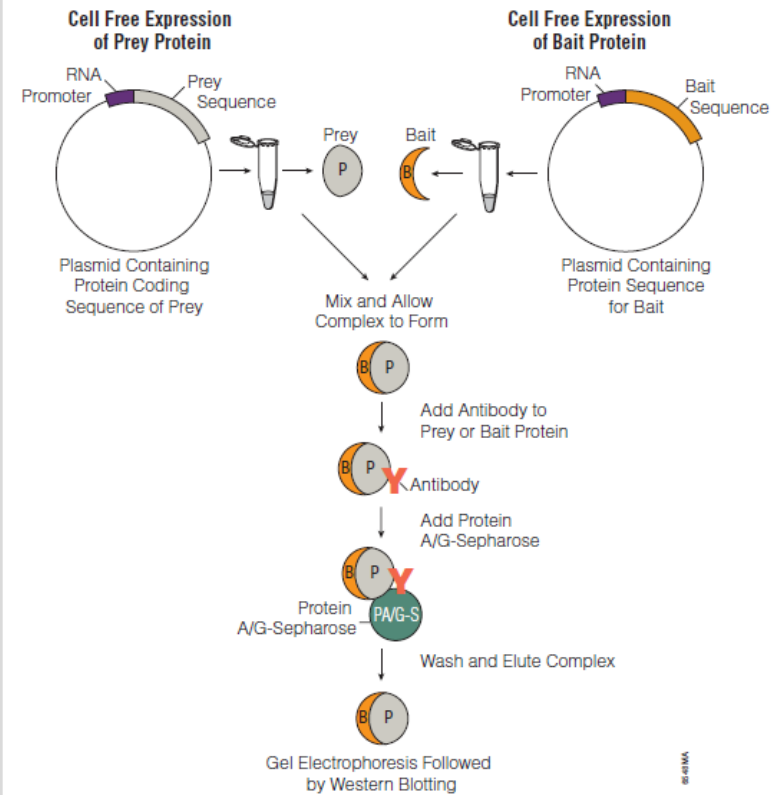 Cell Free Expression
of Prey Protein
Cell Free Expression
of Bait Protein
RNA
Promoter
Prey
Sequence
RNA
Promoter
Bait
Sequence
Prey
Bait
P
B
Plasmid Containing
Protein Coding
Sequence of Prey
Plasmid Containing
Protein Sequence
for Bait
Mix and Allow
Complex to Form
B P
Add Antibody to
Prey or Bait Protein
B P
Antibody
Add Protein
A/G-Sepharose
B P
Protein
A/G-Sepharose
PA/G-S
Wash and Elute Complex
B P
Gel Electrophoresis Followed
by Western Blotting
6548MA